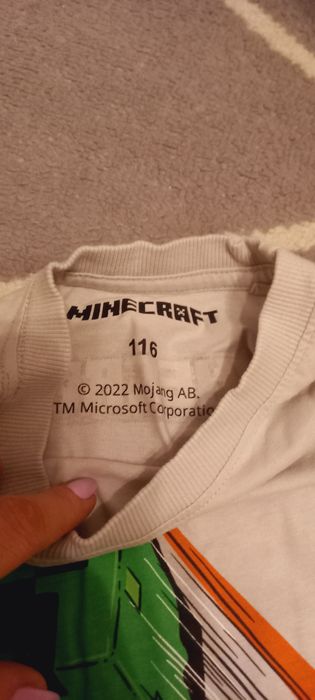 MINECRAFT
116
© 2022 Mojang AB.
TM Microsoft Corporatio